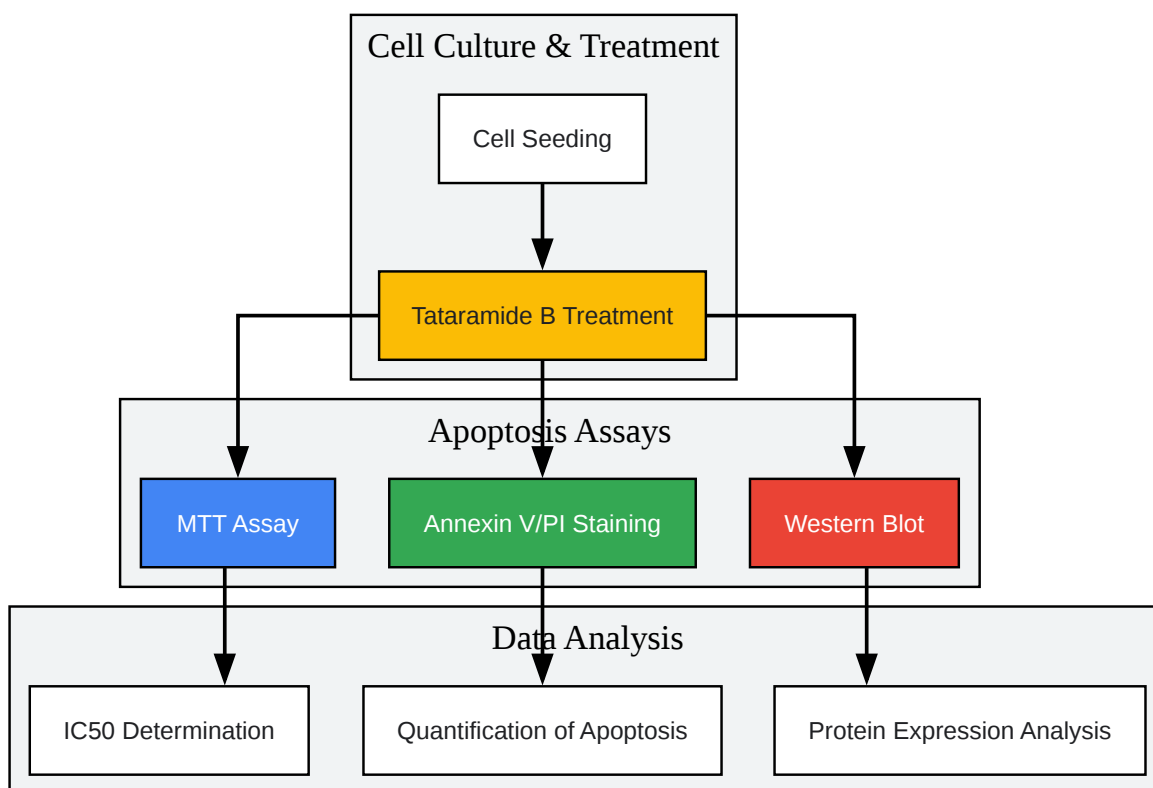 Cell Culture & Treatment
Cell Seeding
Tataramide B Treatment
Apoptosis Assays
MTT Assay
Annexin V/PI Staining
Western Blot
Data Analysis
IC50 Determination
Quantification of Apoptosis
Protein Expression Analysis